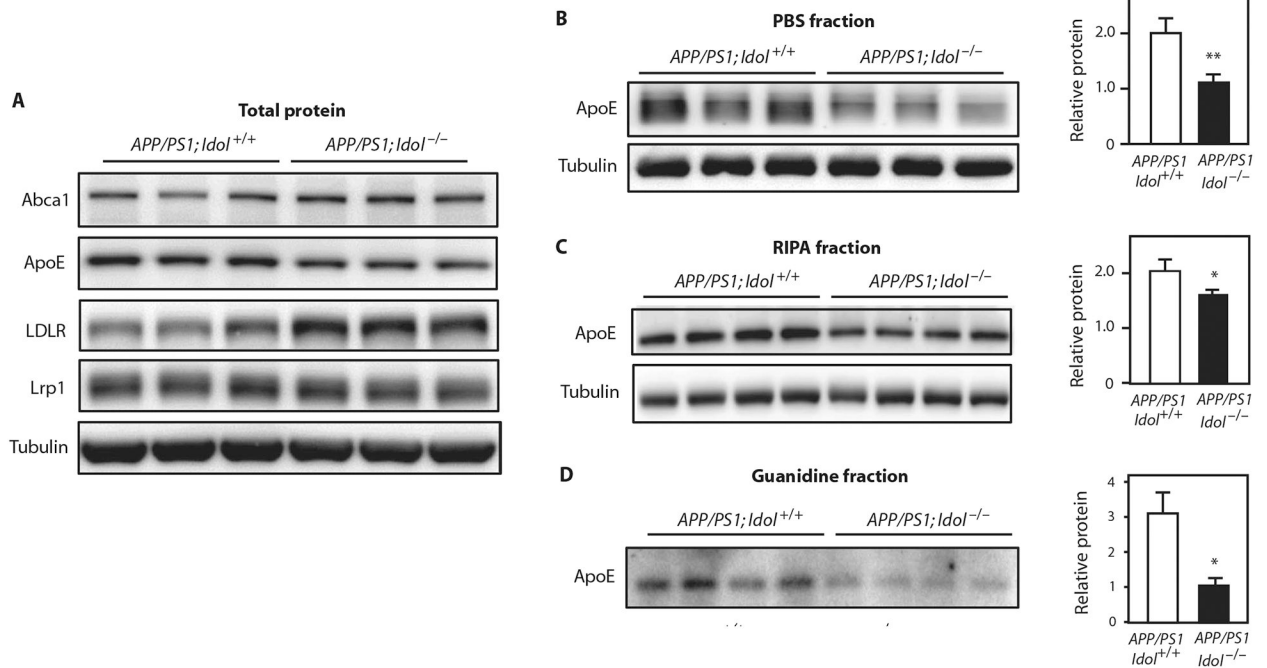 A
Total protein
APP/PS1; Idol +/+ APP/PS1; Idol −/−
Abca1
ApoE
LDLR
Lrp1
Tubulin
B
PBS fraction
APP/PS1; Idol +/+ APP/PS1; Idol −/−
ApoE
Tubulin
Relative protein
2.0
1.0
0
**
APP/PS1 APP/PS1
Idol+/+ Idol−/−
C
RIPA fraction
APP/PS1; Idol +/+ APP/PS1; Idol −/−
ApoE
Tubulin
Relative protein
2.0
1.0
0
*
APP/PS1 APP/PS1
Idol+/+ Idol−/−
D
Guanidine fraction
APP/PS1; Idol +/+ APP/PS1; Idol −/−
ApoE
Relative protein
4
3
2
1
0
*
APP/PS1 APP/PS1
Idol+/+ Idol−/−